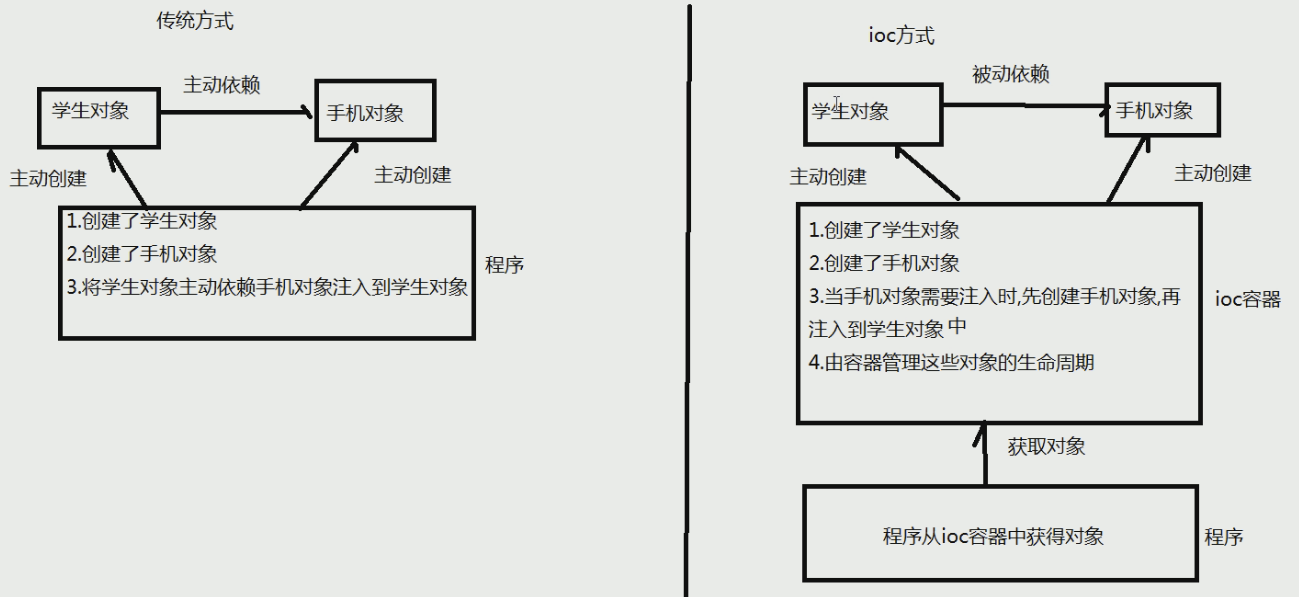 传统方式
学生对象
主动依赖
手机对象
主动创建
主动创建
1.创建了学生对象
2.创建了手机对象
3.将学生对象主动依赖手机对象注入到学生对象
程序
ioc方式
学生对象
被动依赖
手机对象
主动创建
主动创建
1.创建了学生对象
2.创建了手机对象
3.当手机对象需要注入时,先创建手机对象,再
注入到学生对象中
4.由容器管理这些对象的生命周期
ioc容器
获取对象
程序从ioc容器中获得对象
程序